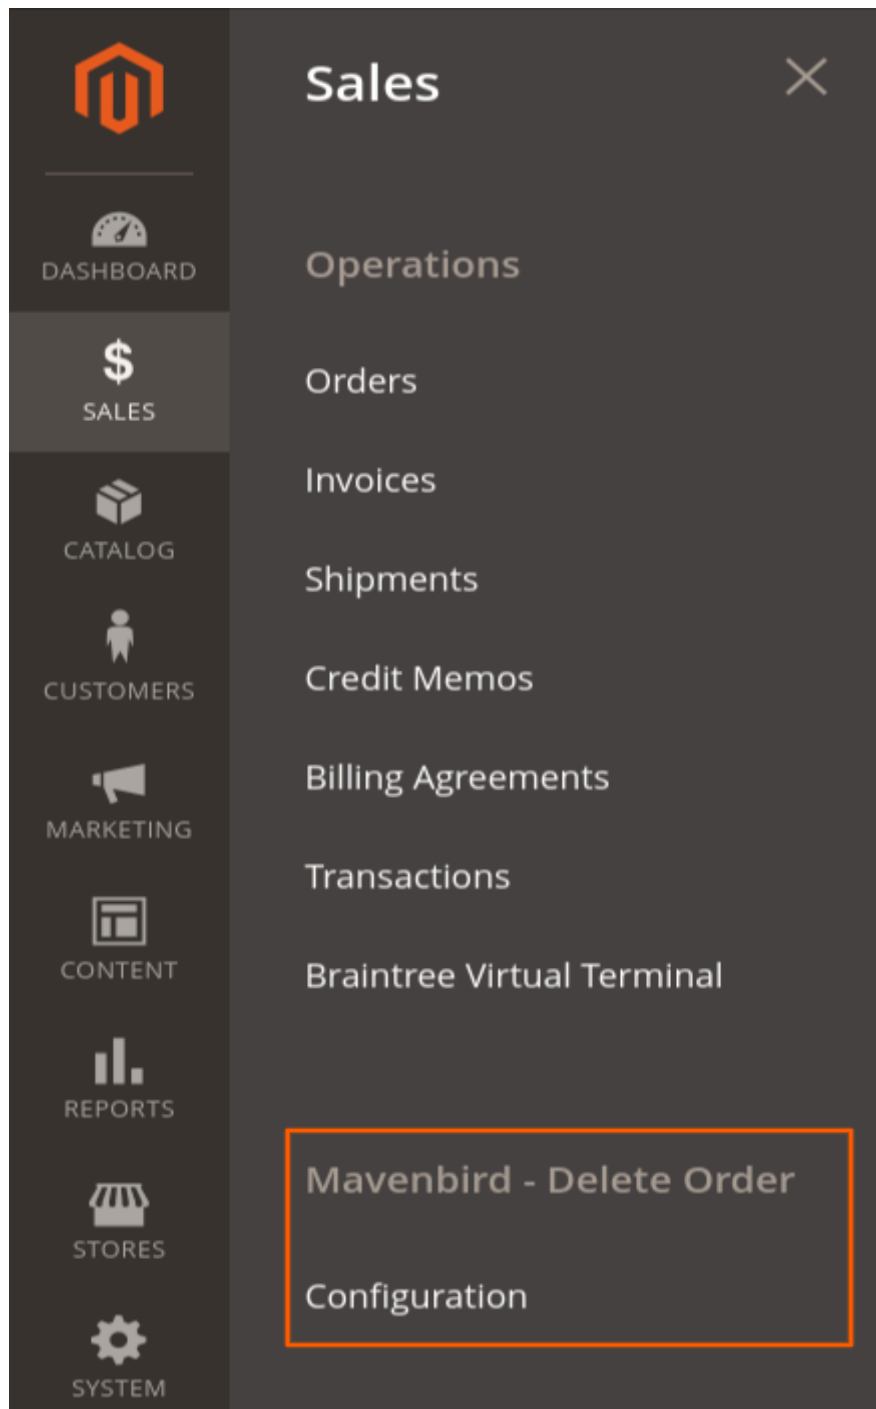 DASHBOARD
SALES
CATALOG
CUSTOMERS
MARKETING
CONTENT
REPORTS
STORES
SYSTEM
Sales
Operations
Orders
Invoices
Shipments
Credit Memos
Billing Agreements
Transactions
Braintree Virtual Terminal
Mavenbird - Delete Order
Configuration